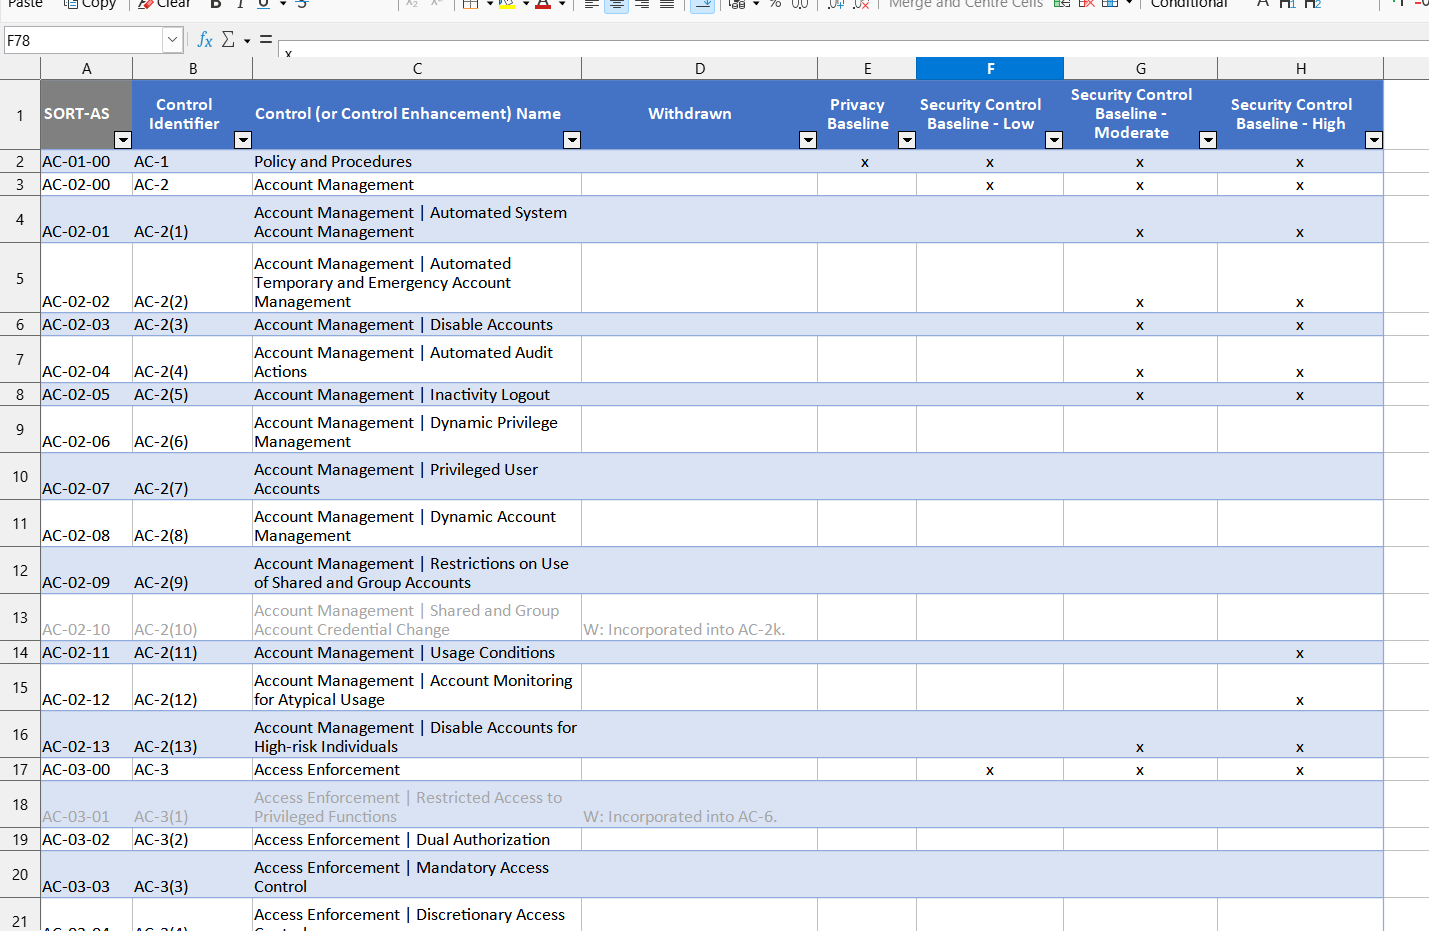 Paste Copy Clear B I U S Merge and Centre Cells Conditional
F78 fx Σ = x
A B C D E F G H
1 SORT-AS Control Identifier Control (or Control Enhancement) Name Withdrawn Privacy Baseline Security Control Baseline - Low Security Control Baseline - Moderate Security Control Baseline - High
2 AC-01-00 AC-1 Policy and Procedures x x x x
3 AC-02-00 AC-2 Account Management x x x
4 AC-02-01 AC-2(1) Account Management | Automated System Account Management x x
5 AC-02-02 AC-2(2) Account Management | Automated Temporary and Emergency Account Management x x
6 AC-02-03 AC-2(3) Account Management | Disable Accounts x x
7 AC-02-04 AC-2(4) Account Management | Automated Audit Actions x x
8 AC-02-05 AC-2(5) Account Management | Inactivity Logout x x
9 AC-02-06 AC-2(6) Account Management | Dynamic Privilege Management
10 AC-02-07 AC-2(7) Account Management | Privileged User Accounts
11 AC-02-08 AC-2(8) Account Management | Dynamic Account Management
12 AC-02-09 AC-2(9) Account Management | Restrictions on Use of Shared and Group Accounts
13 AC-02-10 AC-2(10) Account Management | Shared and Group Account Credential Change W: Incorporated into AC-2k.
14 AC-02-11 AC-2(11) Account Management | Usage Conditions x
15 AC-02-12 AC-2(12) Account Management | Account Monitoring for Atypical Usage x
16 AC-02-13 AC-2(13) Account Management | Disable Accounts for High-risk Individuals x x
17 AC-03-00 AC-3 Access Enforcement x x x
18 AC-03-01 AC-3(1) Access Enforcement | Restricted Access to Privileged Functions W: Incorporated into AC-6.
19 AC-03-02 AC-3(2) Access Enforcement | Dual Authorization
20 AC-03-03 AC-3(3) Access Enforcement | Mandatory Access Control
21 Access Enforcement | Discretionary Access